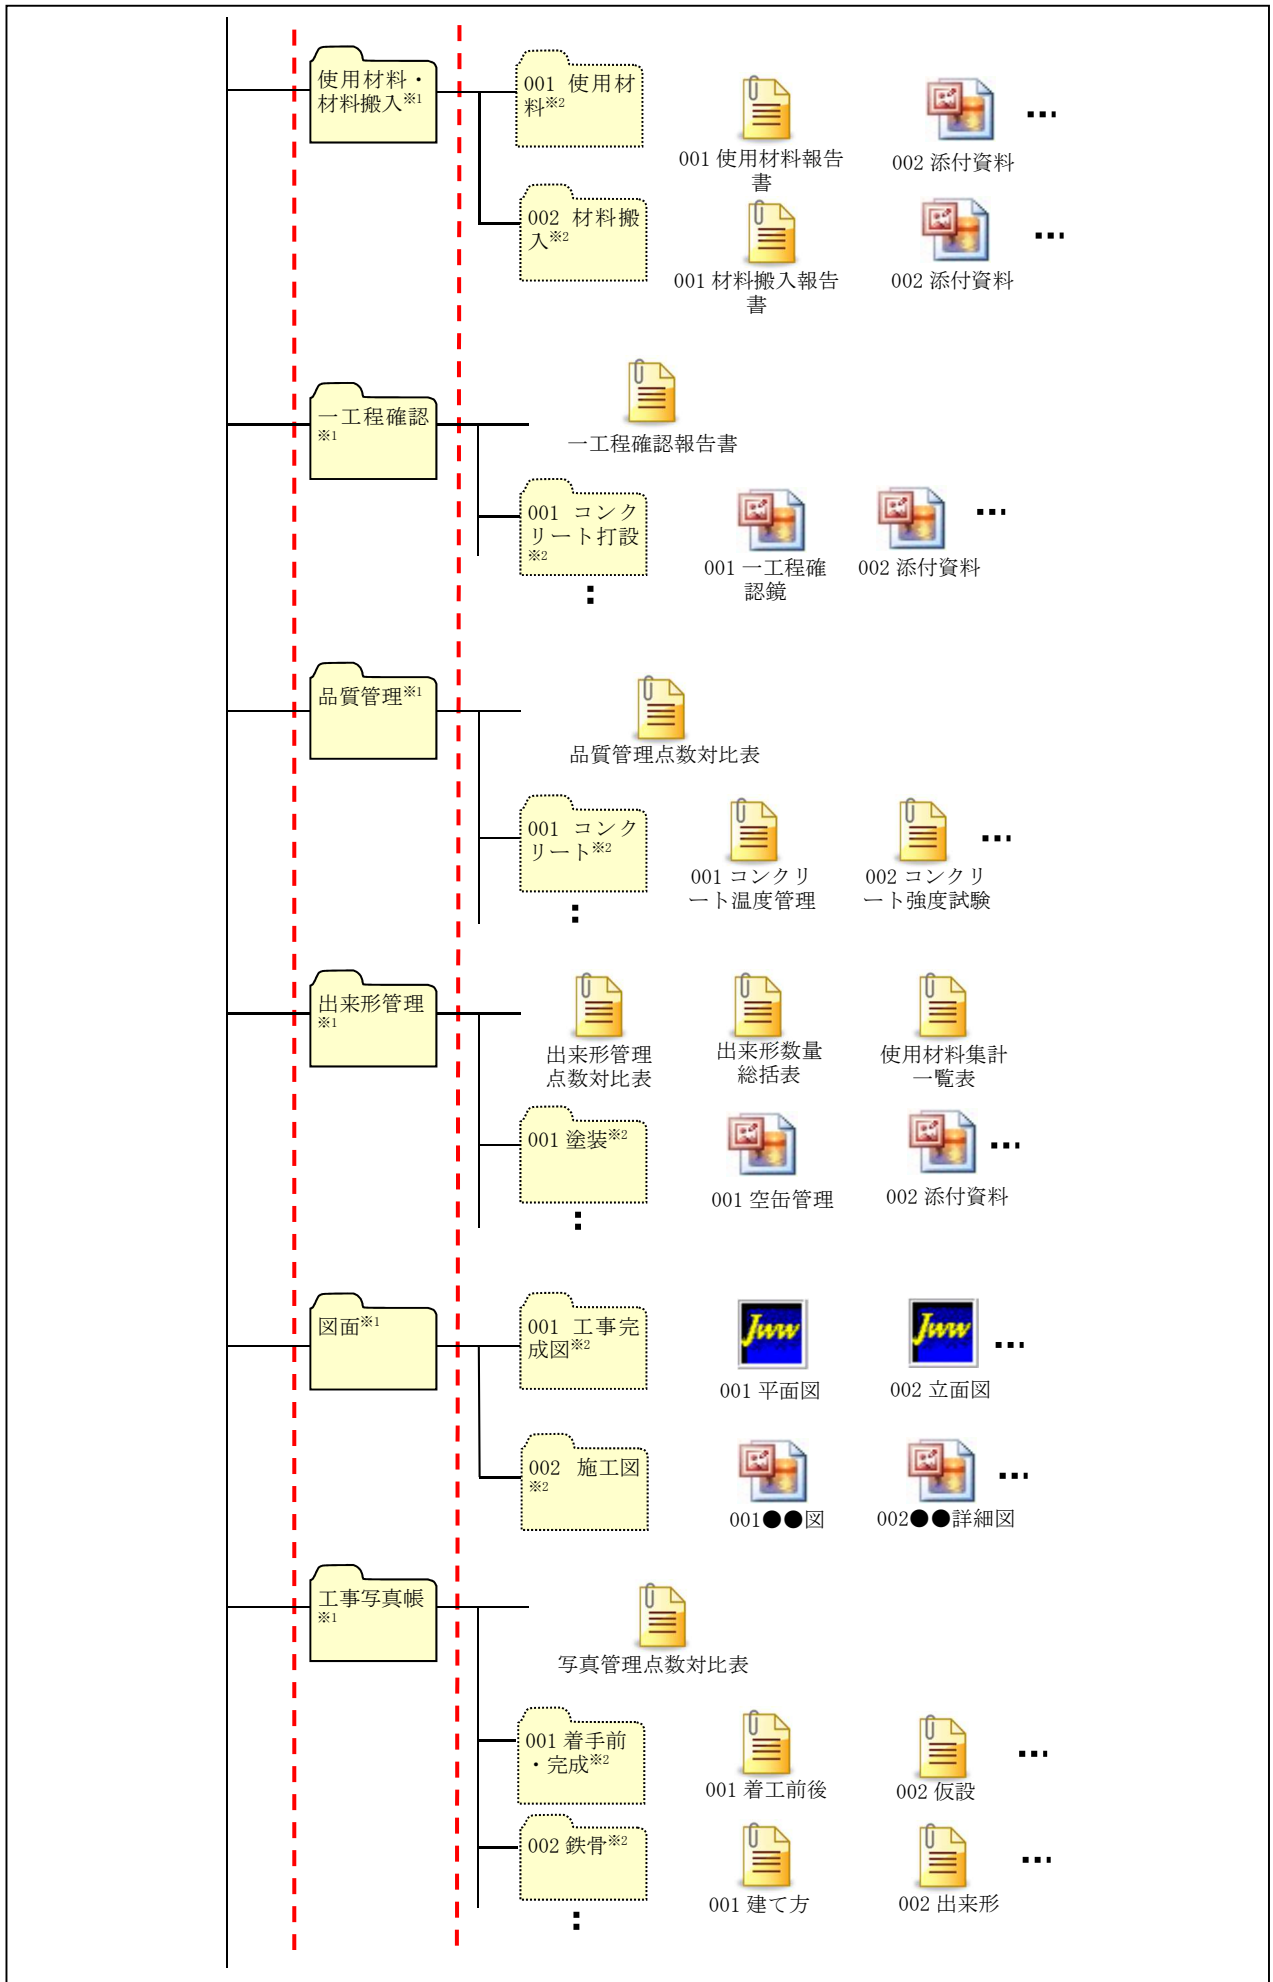 使用材料・
材料搬入※1
001 使用材
料※2
001 使用材料報告
書
002 添付資料
…
002 材料搬
入※2
001 材料搬入報告
書
002 添付資料
…
一工程確認
※1
一工程確認報告書
001 コンク
リート打設
※2
001 一工程確
認鏡
002 添付資料
…
:
品質管理※1
品質管理点数対比表
001 コンク
リート※2
001 コンクリ
ート温度管理
002 コンクリ
ート強度試験
…
:
出来形管理
※1
出来形管理
点数対比表
出来形数量
総括表
使用材料集計
一覧表
001 塗装※2
001 空缶管理
002 添付資料
…
:
図面※1
001 工事完
成図※2
Jww
001 平面図
Jww
002 立面図
…
002 施工図
※2
001●●図
002●●詳細図
…
工事写真帳
※1
写真管理点数対比表
001 着手前
・完成※2
001 着工前後
002 仮設
…
002 鉄骨※2
001 建て方
002 出来形
…
: